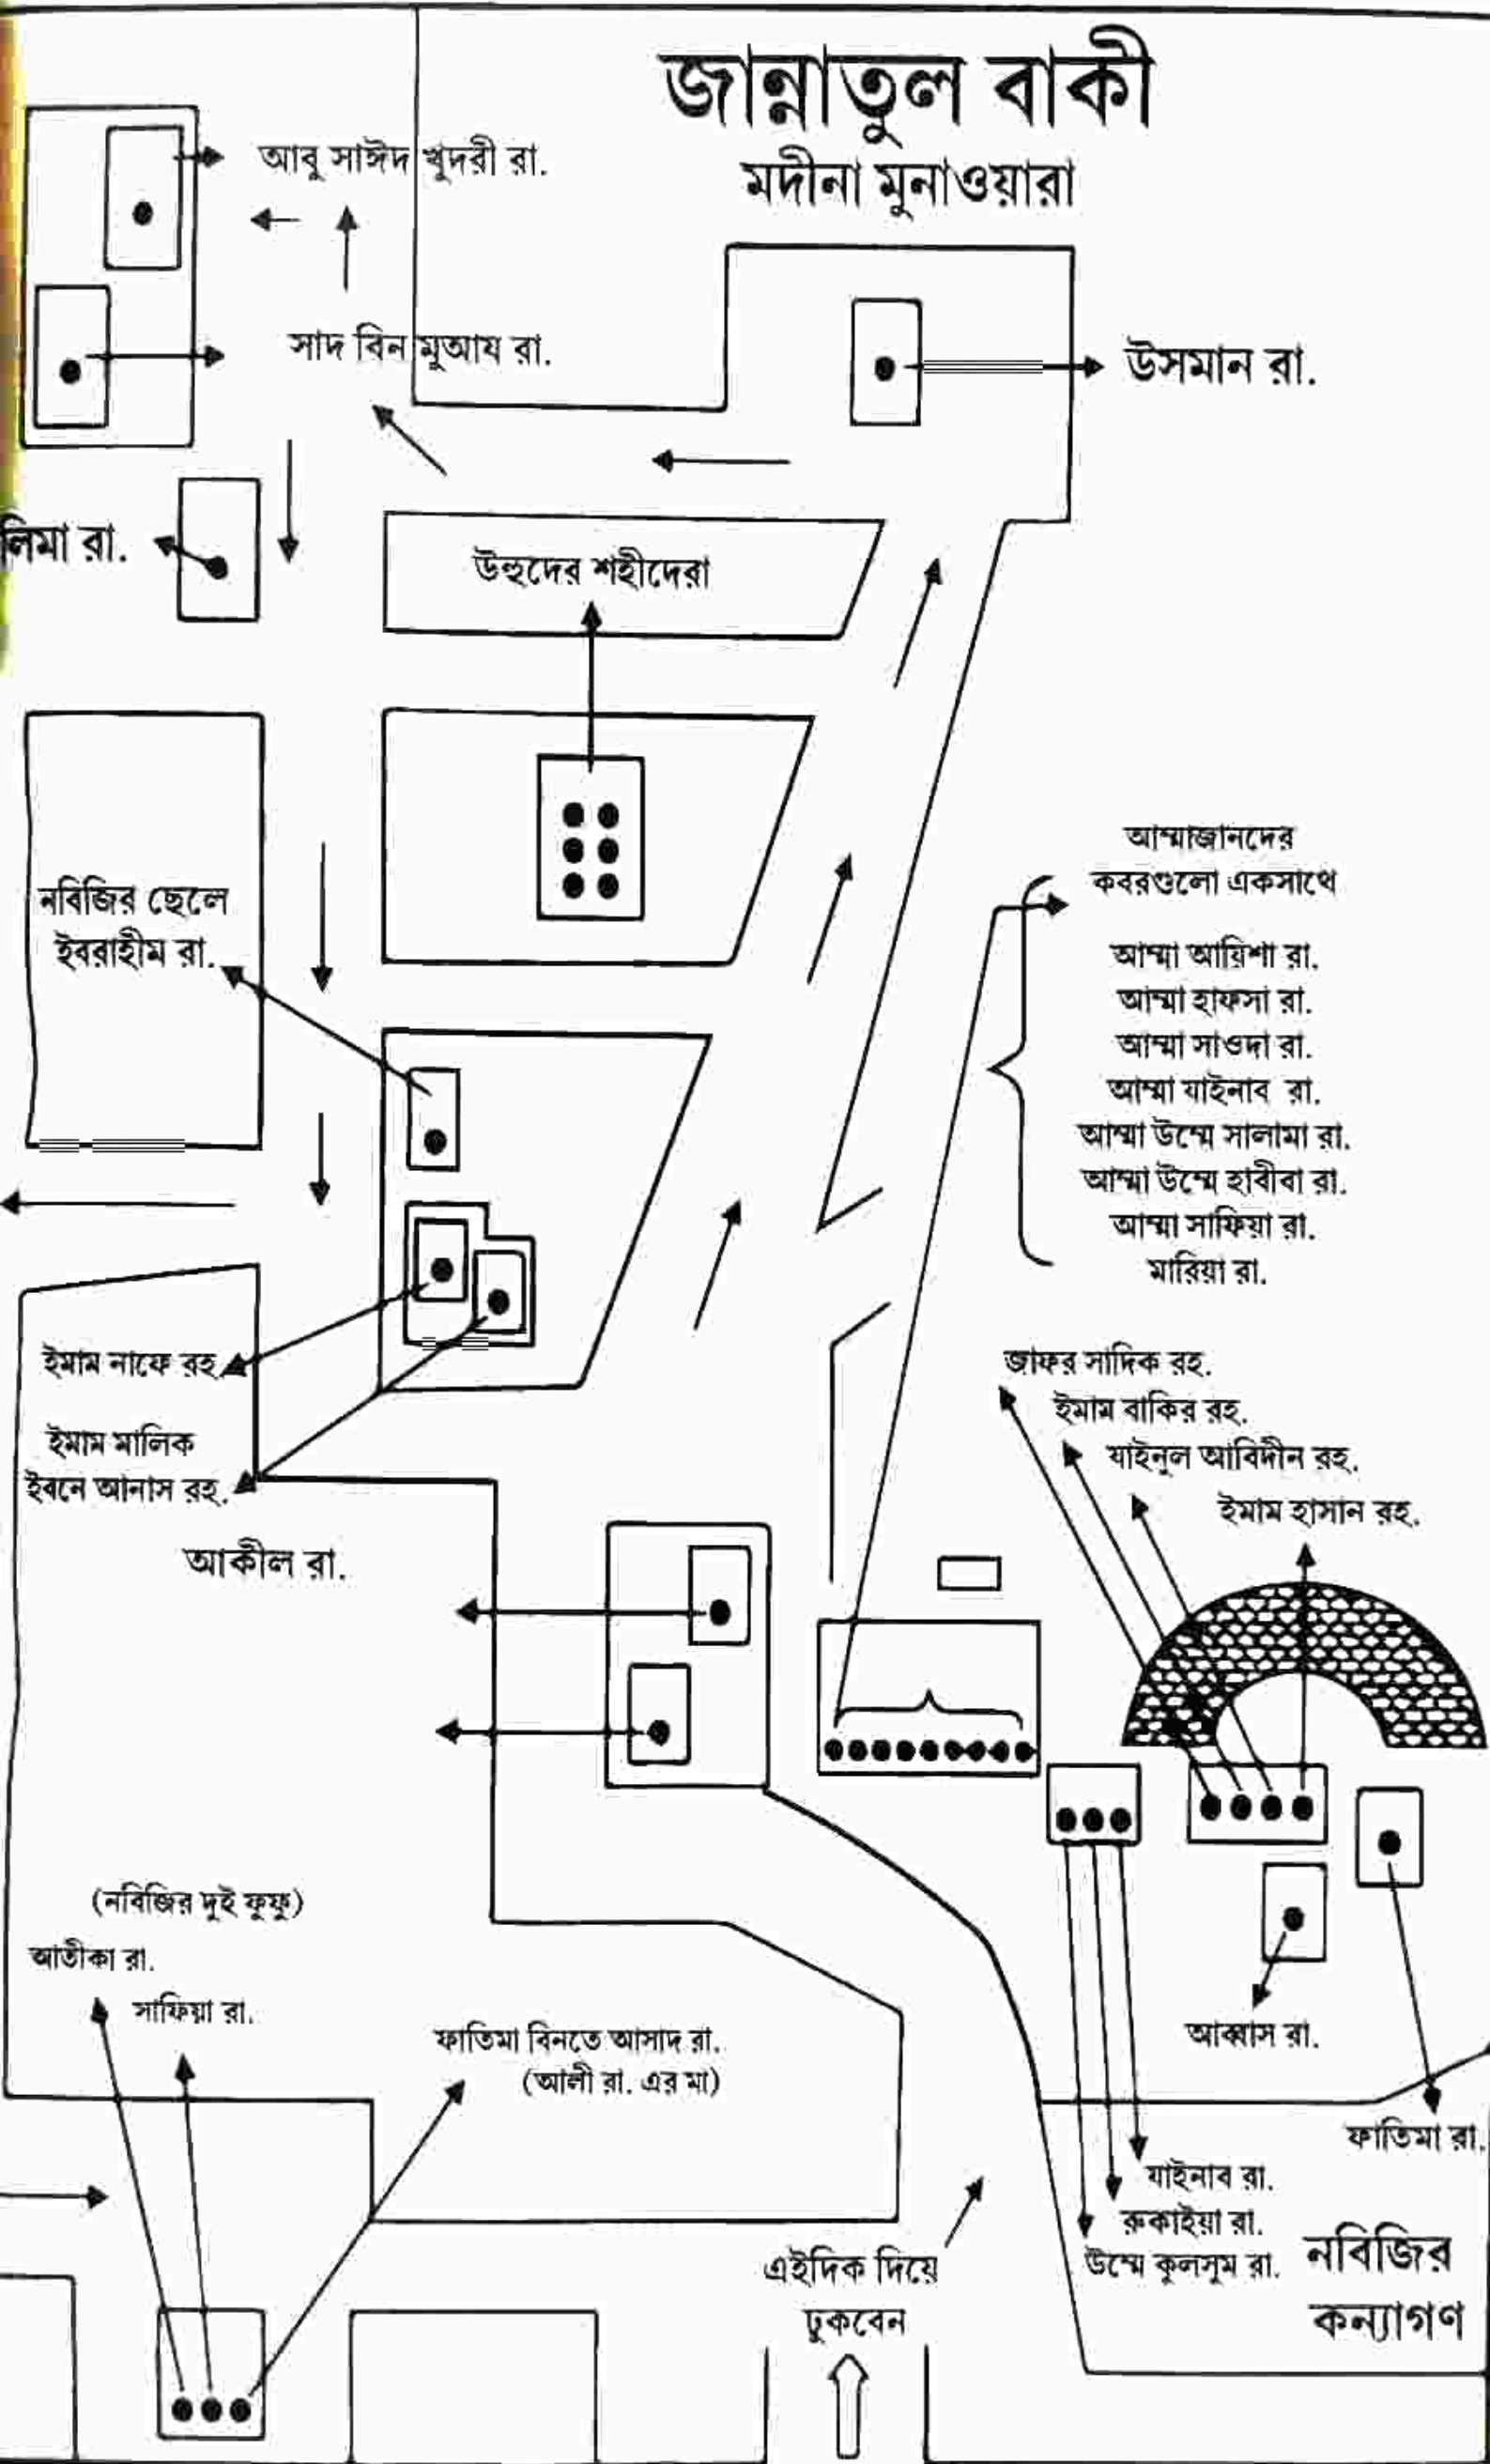 জান্নাতুল বাকী
মদীনা মুনাওয়ারা
আবু সাঈদ খুদরী রা.
সাদ বিন মুআয রা.
উসমান রা.
লিমা রা.
উহুদের শহীদেরা
নবিজির ছেলে
ইবরাহীম রা.
আম্মাজানদের
কবরগুলো একসাথে
আম্মা আয়িশা রা.
আম্মা হাফসা রা.
আম্মা সাওদা রা.
আম্মা যাইনাব রা.
আম্মা উম্মে সালামা রা.
আম্মা উম্মে হাবীবা রা.
আম্মা সাফিয়া রা.
মারিয়া রা.
ইমাম নাফে রহ.
ইমাম মালিক
ইবনে আনাস রহ.
জাফর সাদিক রহ.
ইমাম বাকির রহ.
যাইনুল আবিদীন রহ.
ইমাম হাসান রহ.
আকীল রা.
(নবিজির দুই ফুফু)
আতীকা রা.
সাফিয়া রা.
ফাতিমা বিনতে আসাদ রা.
(আলী রা. এর মা)
আব্বাস রা.
ফাতিমা রা.
যাইনাব রা.
রুকাইয়া রা.
উম্মে কুলসুম রা.
নবিজির
কন্যাগণ
এইদিক দিয়ে
ঢুকবেন